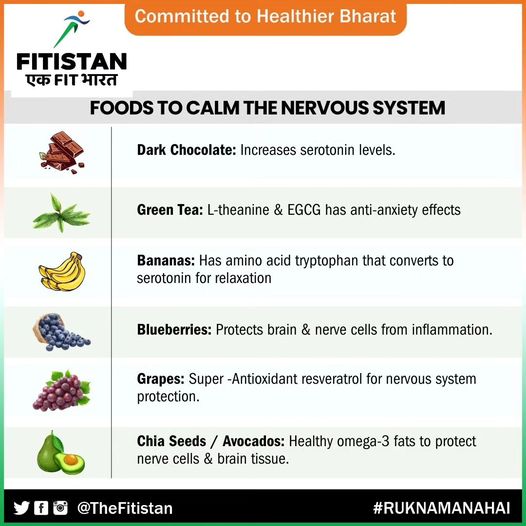 Committed to Healthier Bharat
FITISTAN
एक FIT भारत
FOODS TO CALM THE NERVOUS SYSTEM
Dark Chocolate: Increases serotonin levels.
Green Tea: L-theanine & EGCG has anti-anxiety effects
Bananas: Has amino acid tryptophan that converts to
serotonin for relaxation
Blueberries: Protects brain & nerve cells from inflammation.
Grapes: Super -Antioxidant resveratrol for nervous system
protection.
Chia Seeds / Avocados: Healthy omega-3 fats to protect
nerve cells & brain tissue.
@TheFitistan
#RUKNAMANAHAI